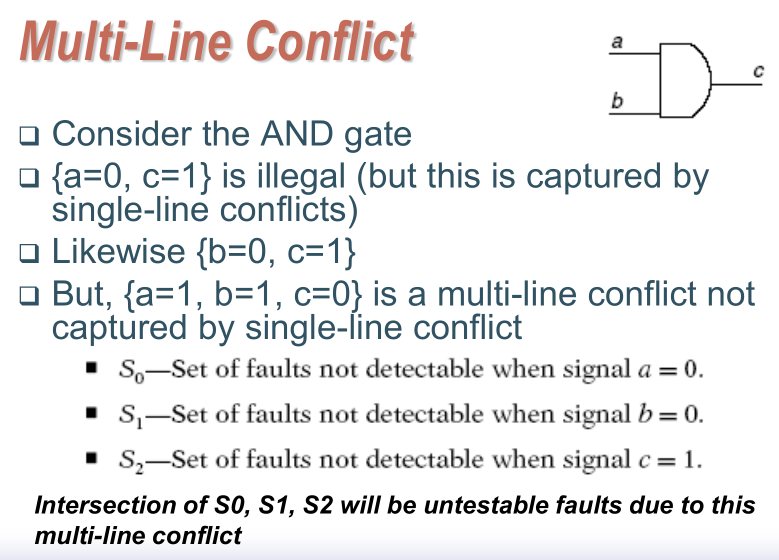 Multi-Line Conflict
a
b
c
❑ Consider the AND gate
❑ {a=0, c=1} is illegal (but this is captured by
single-line conflicts)
❑ Likewise {b=0, c=1}
❑ But, {a=1, b=1, c=0} is a multi-line conflict not
captured by single-line conflict
▪ S₀—Set of faults not detectable when signal a = 0.
▪ S₁—Set of faults not detectable when signal b = 0.
▪ S₂—Set of faults not detectable when signal c = 1.
Intersection of S0, S1, S2 will be untestable faults due to this
multi-line conflict